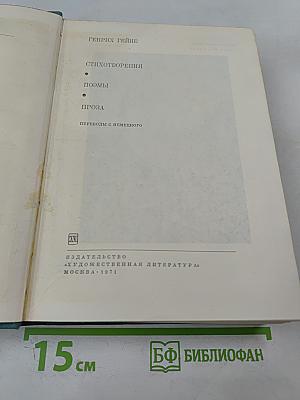 ГЕНРИХ ГЕЙНЕ
СТИХОТВОРЕНИЯ
•
ПОЭМЫ
•
ПРОЗА
ПЕРЕВОДЫ С НЕМЕЦКОГО
ИЗДАТЕЛЬСТВО
«ХУДОЖЕСТВЕННАЯ ЛИТЕРАТУРА»
МОСКВА · 1971
15 см
БФ БИБЛИОФАН